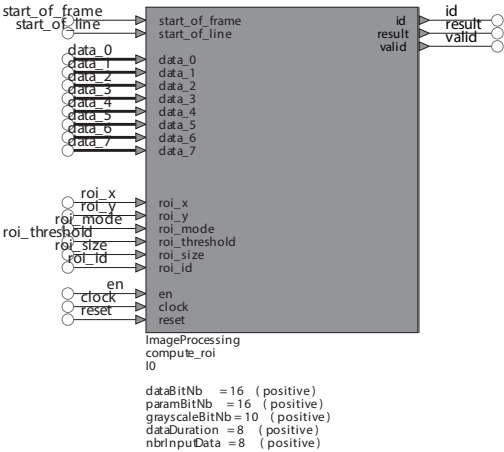 start_of_frame
start_of_line
data_0
data_1
data_2
data_3
data_4
data_5
data_6
data_7
roi_x
roi_y
roi_mode
roi_threshold
roi_size
roi_id
en
clock
reset
start_of_frame
start_of_line
data_0
data_1
data_2
data_3
data_4
data_5
data_6
data_7
roi_x
roi_y
roi_mode
roi_threshold
roi_size
roi_id
en
clock
reset
id
result
valid
id
result
valid
ImageProcessing
compute_roi
I0
dataBitNb = 16 ( positive )
paramBitNb = 16 ( positive )
grayscaleBitNb = 10 ( positive )
dataDuration = 8 ( positive )
nbrInputData = 8 ( positive )